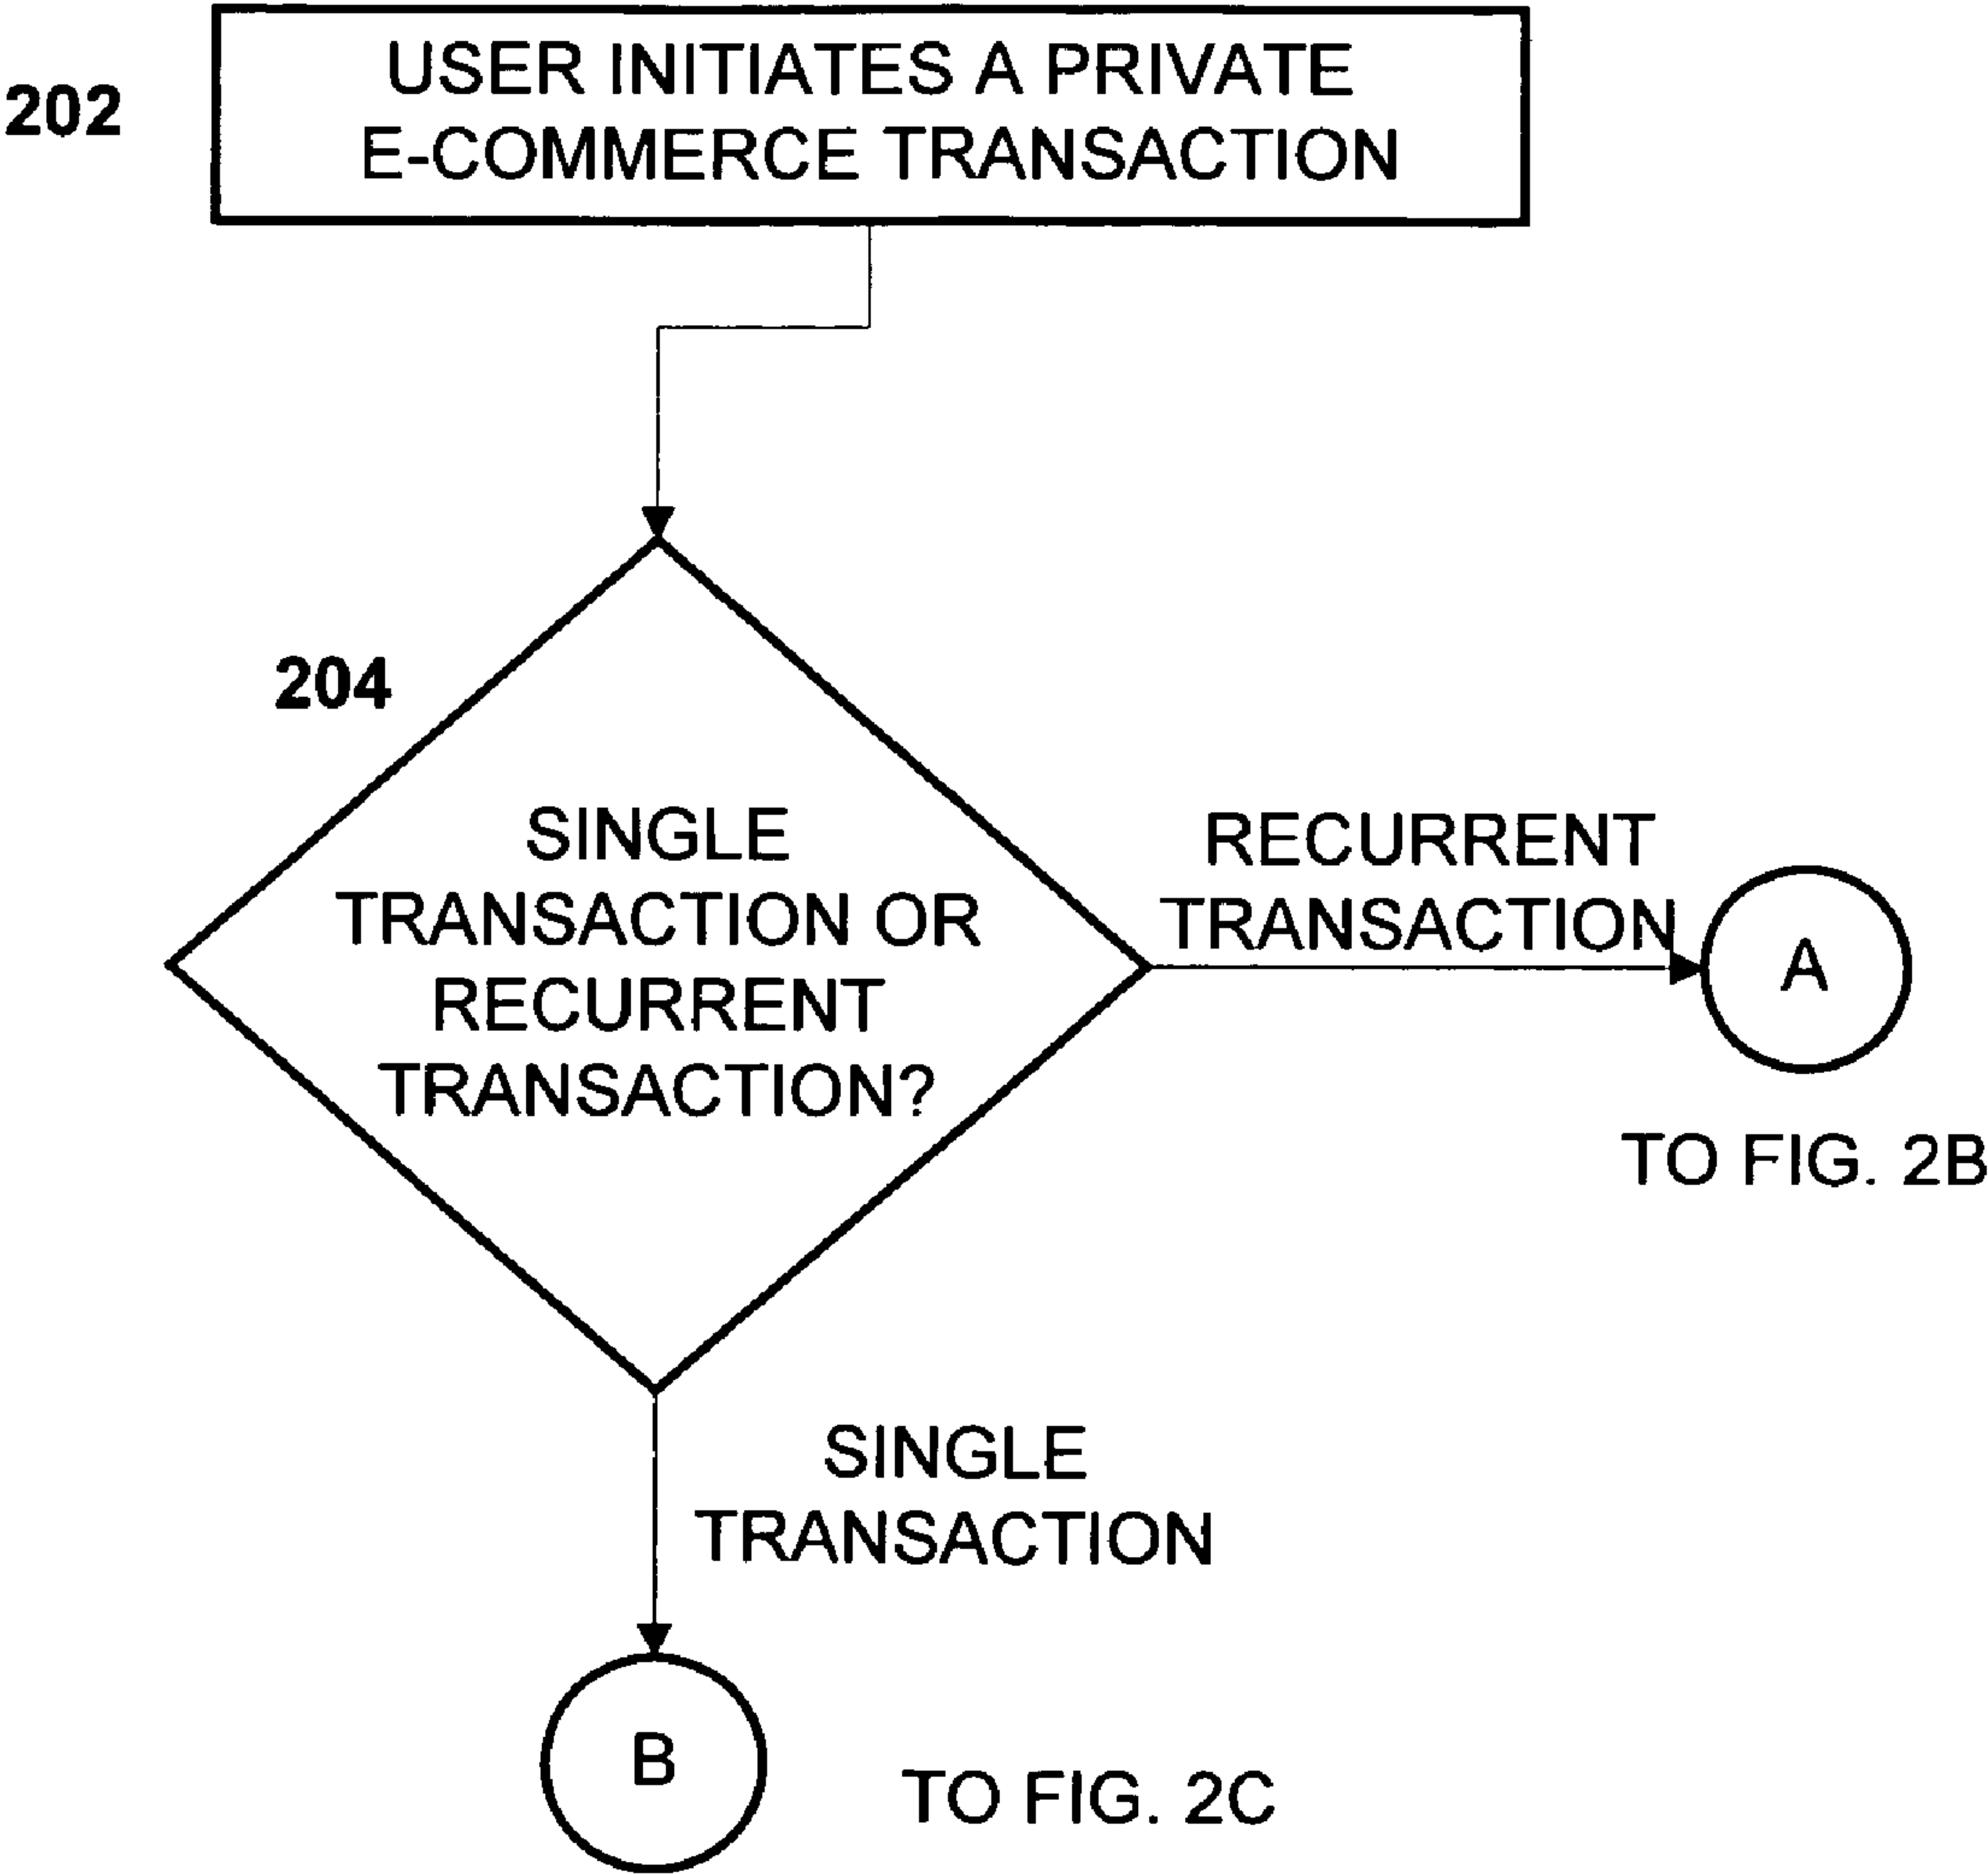 202
USER INITIATES A PRIVATE
E-COMMERCE TRANSACTION
204
SINGLE
TRANSACTION OR
RECURRENT
TRANSACTION?
RECURRENT
TRANSACTION
A
TO FIG. 2B
SINGLE
TRANSACTION
B
TO FIG. 2C